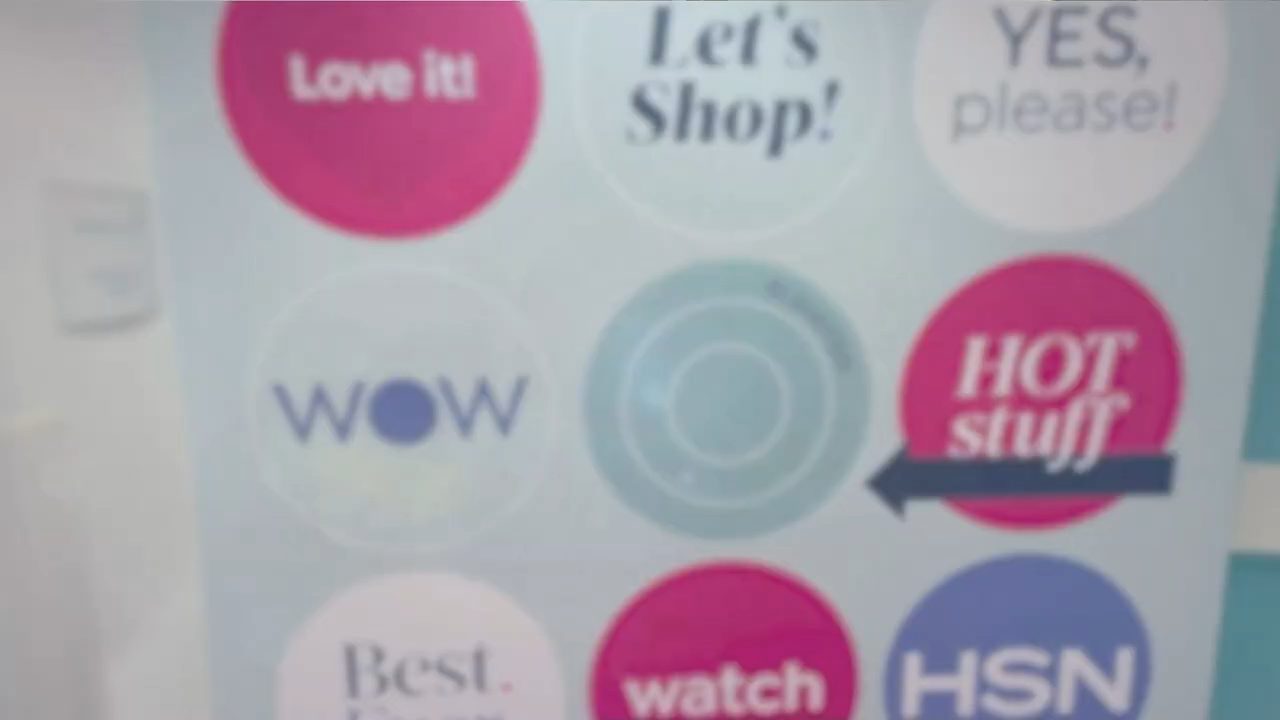 Love it!
Let's
Shop!
YES,
please!
WOW
HOT
stuff
Best.
watch
HSN